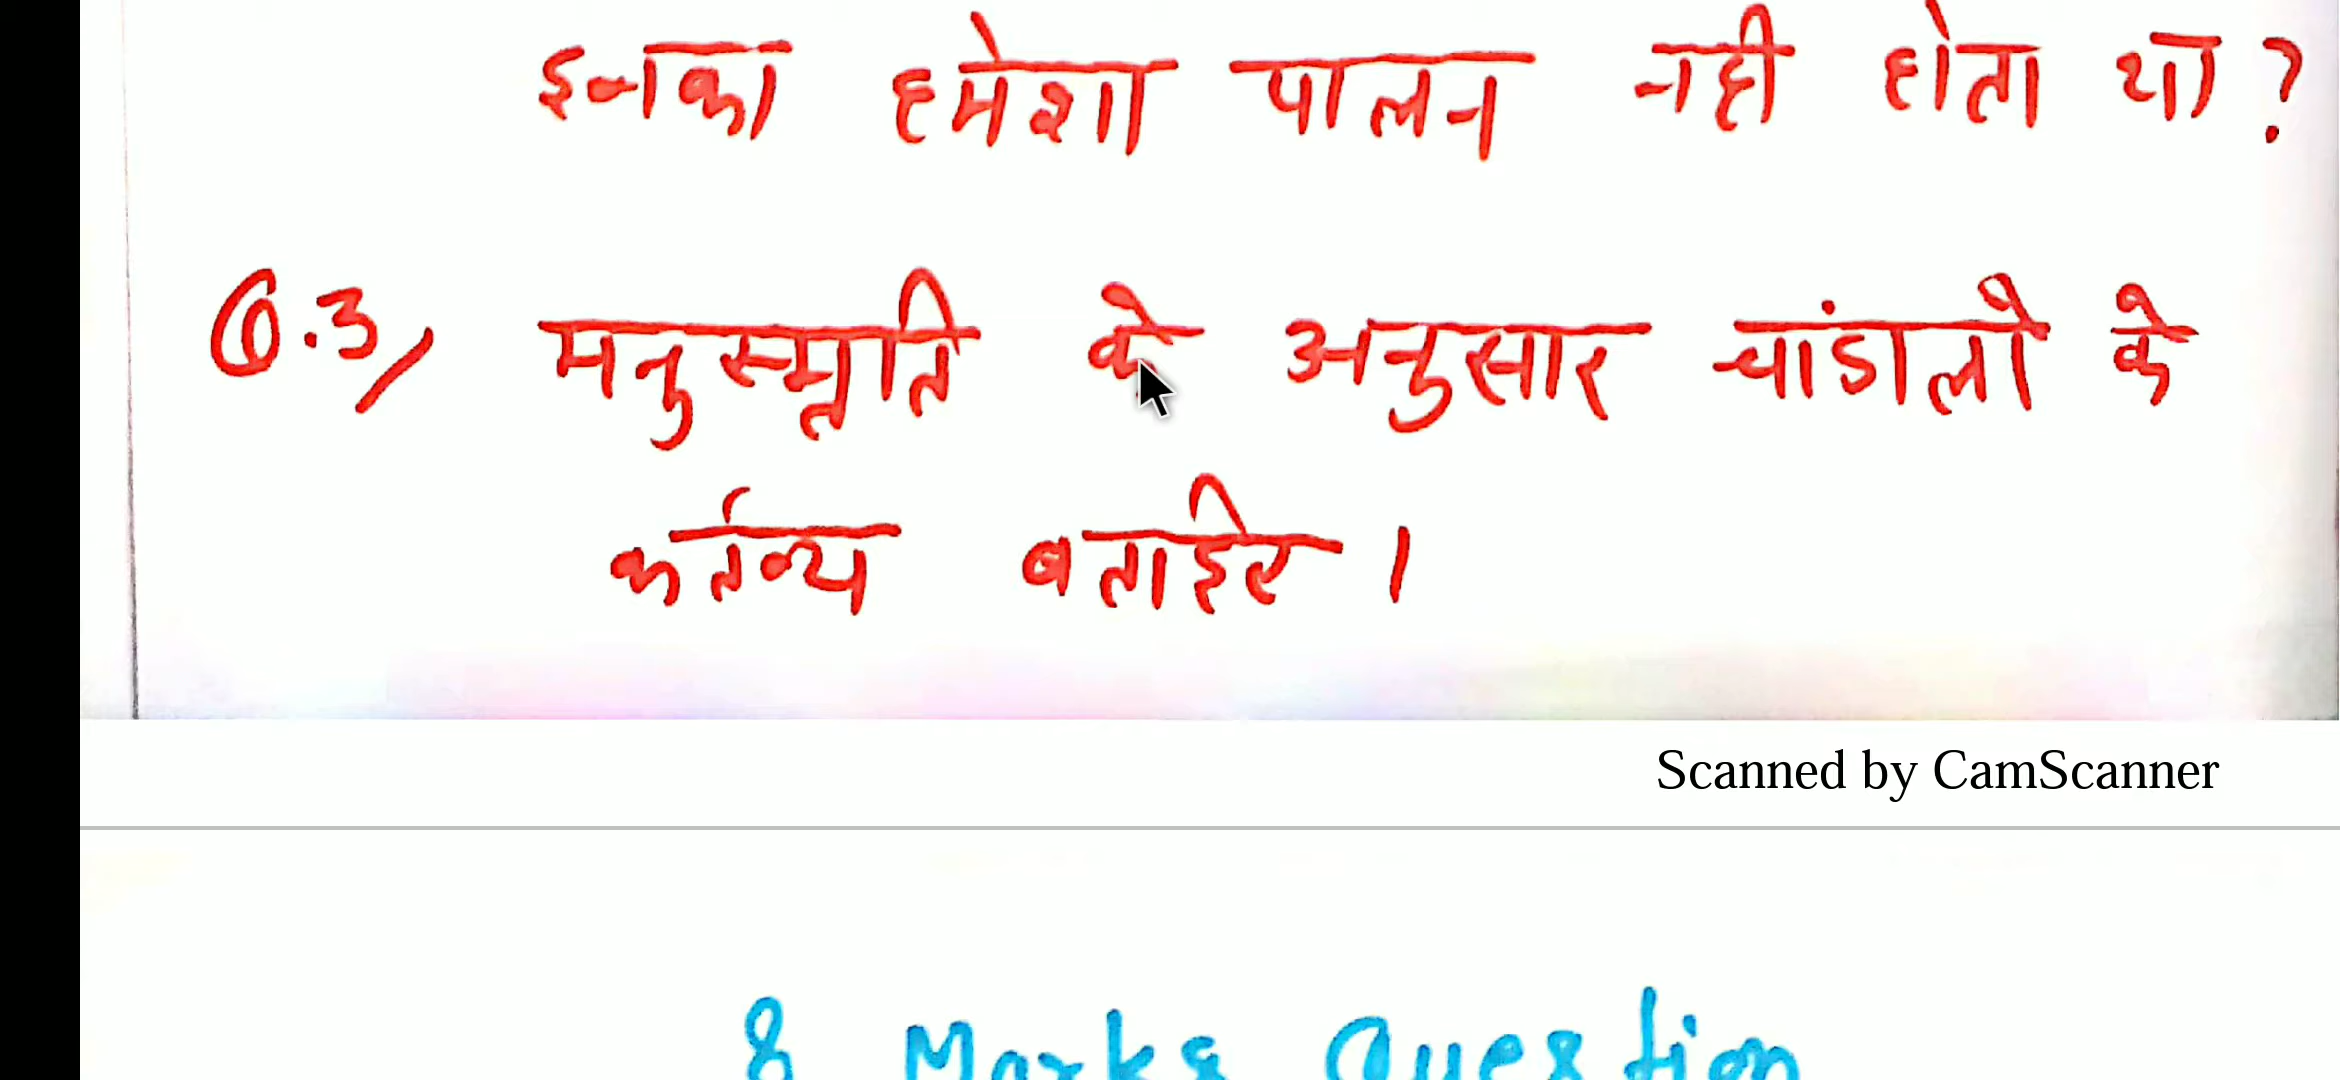 इनका हमेशा पालन नही होता था ?
Q.3/ मनुस्मृति के अनुसार चांडालो के
कर्तव्य बताइए ।
Scanned by CamScanner
8 Marks Question